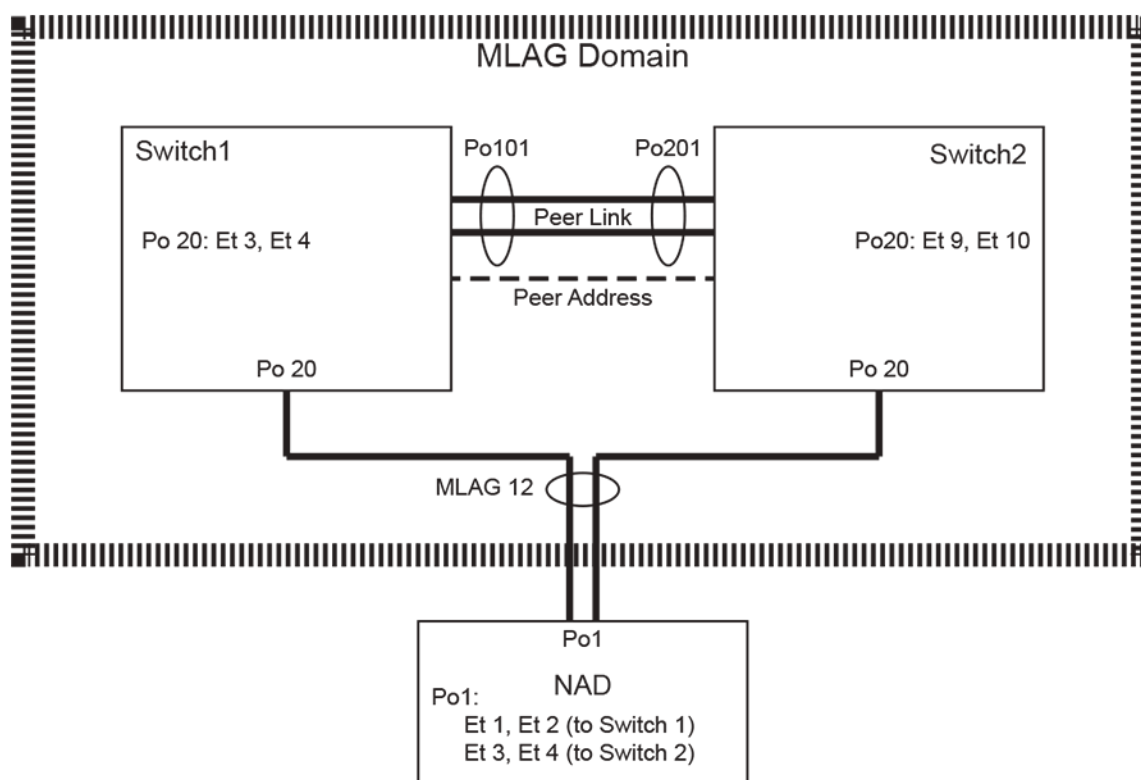 MLAG Domain
Switch1
Po101
Po201
Switch2
Peer Link
Po 20: Et 3, Et 4
Po20: Et 9, Et 10
Peer Address
Po 20
Po 20
MLAG 12
Po1
NAD
Po1:
Et 1, Et 2 (to Switch 1)
Et 3, Et 4 (to Switch 2)